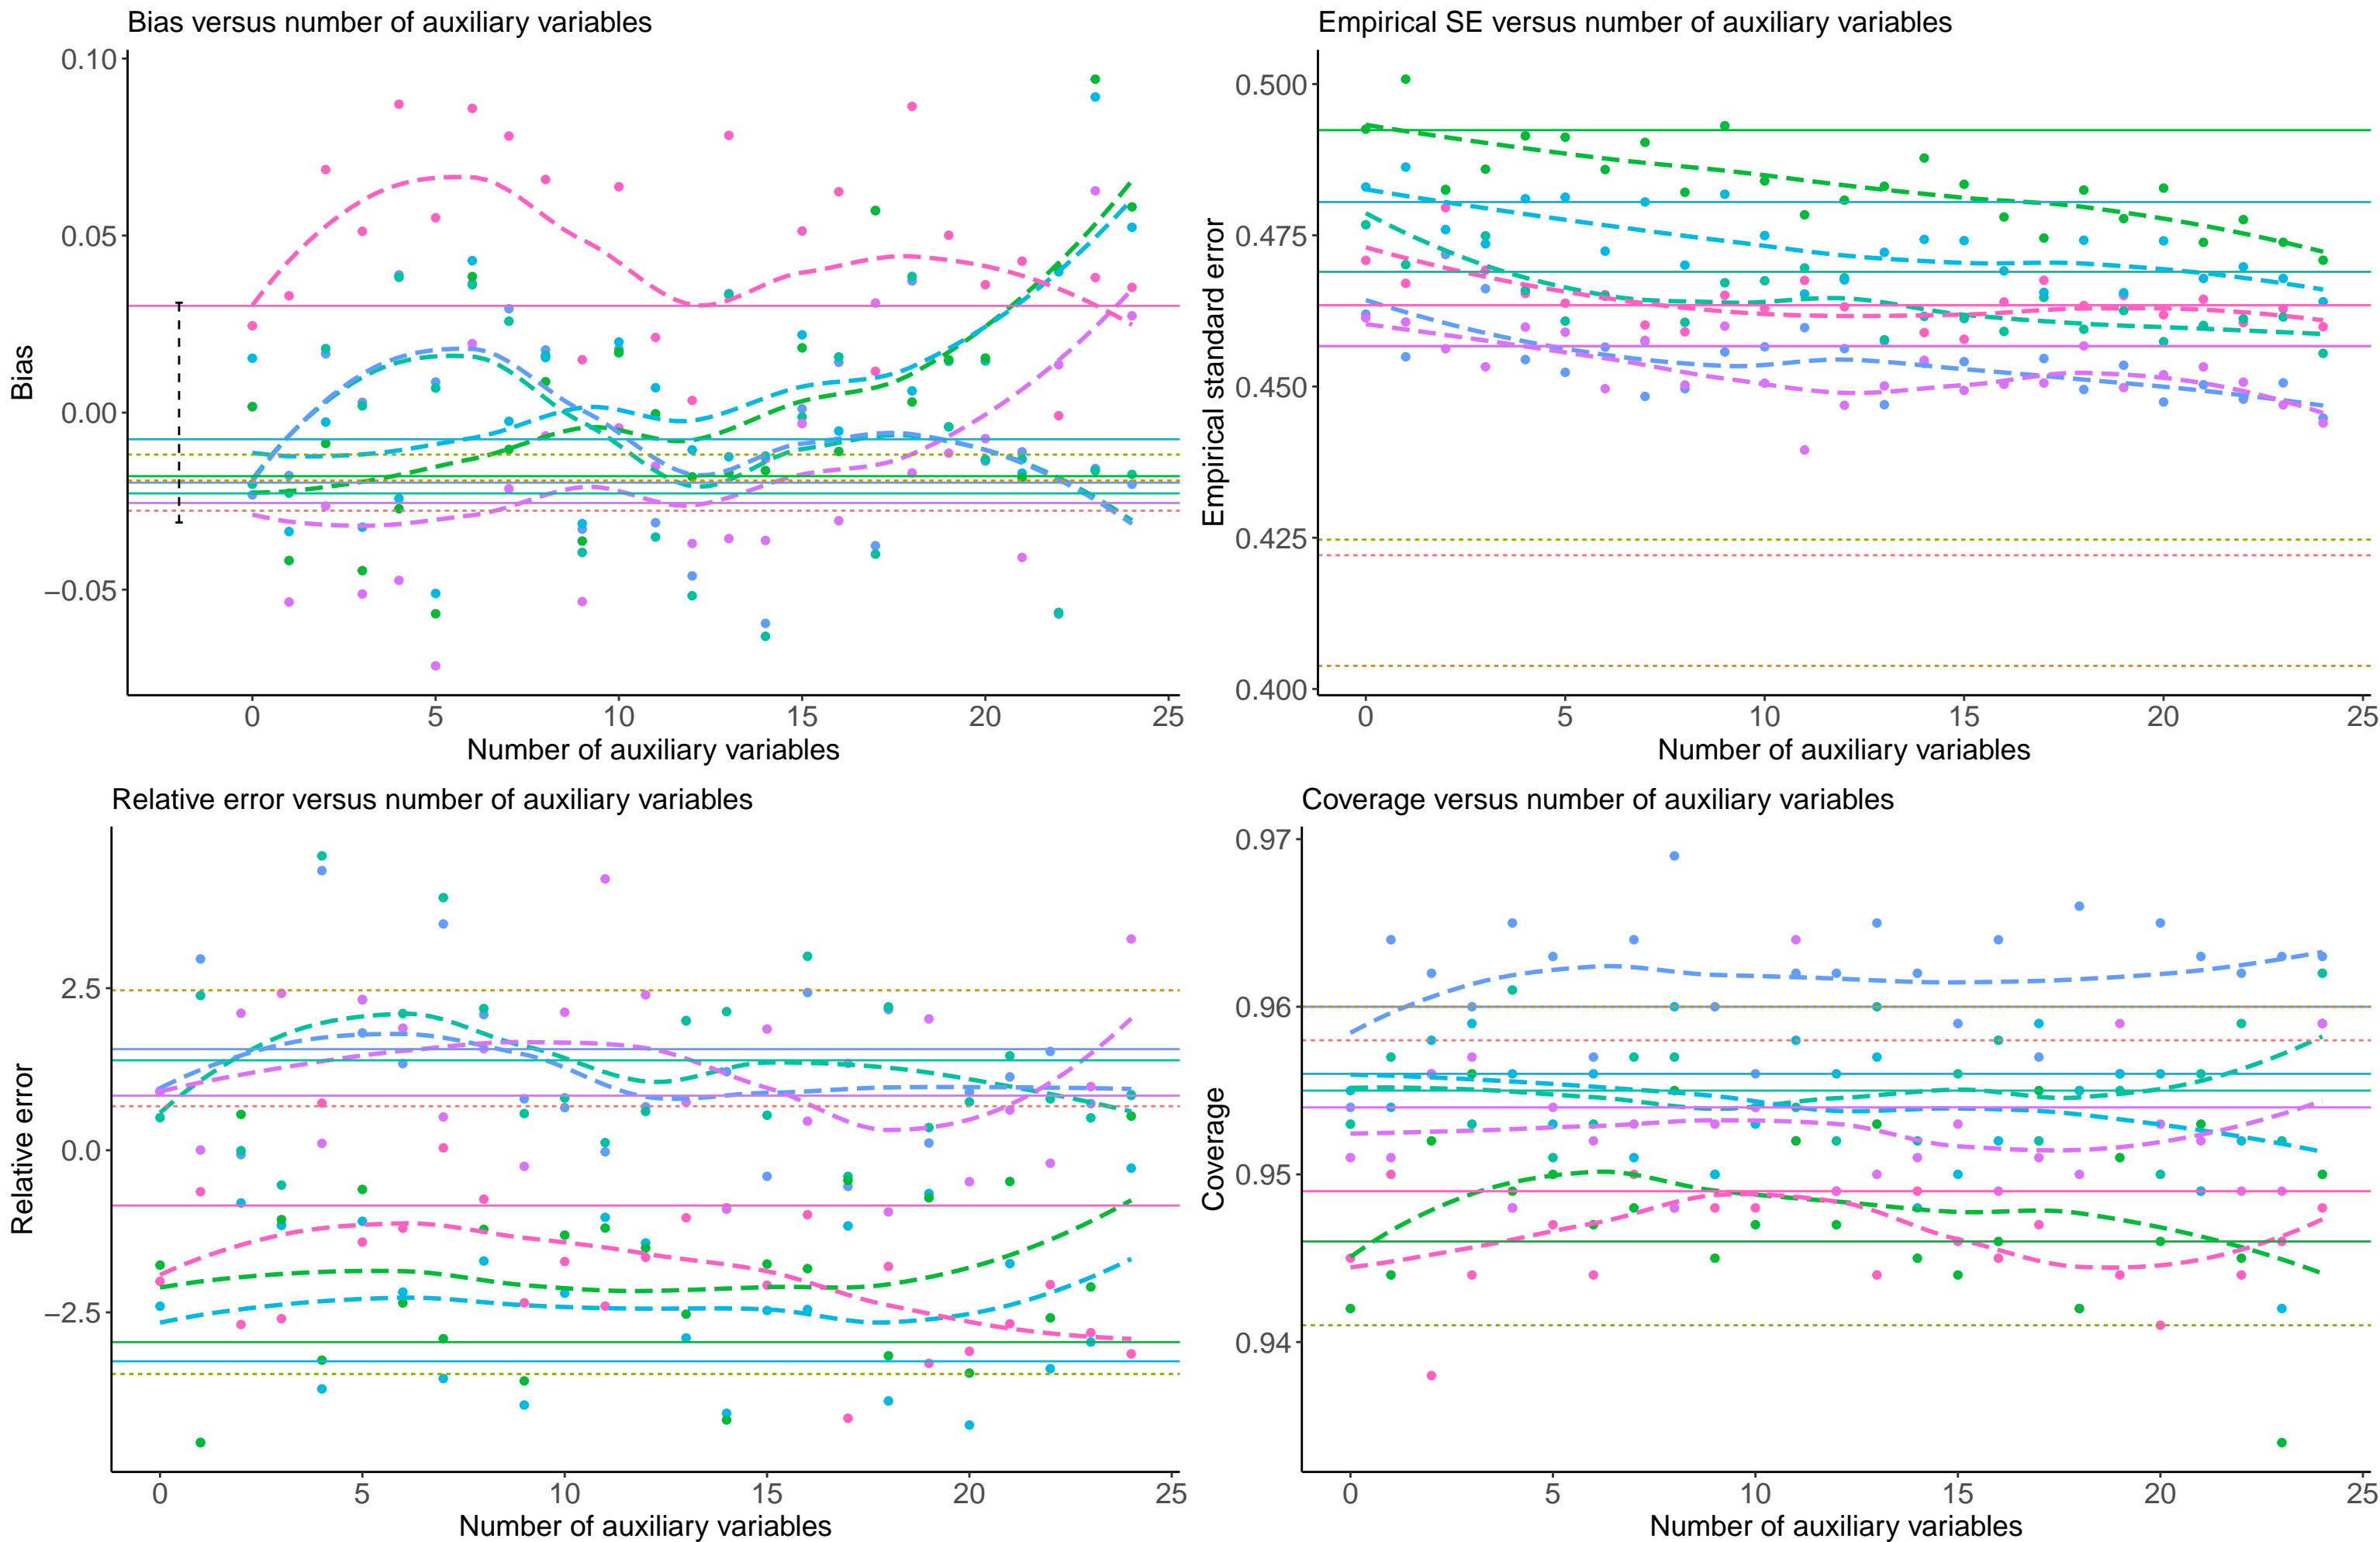 Bias versus number of auxiliary variables
0.10
0.05
0.00
−0.05
Bias
0 5 10 15 20 25
Number of auxiliary variables
Empirical SE versus number of auxiliary variables
0.500
0.475
0.450
0.425
0.400
Empirical standard error
0 5 10 15 20 25
Number of auxiliary variables
Relative error versus number of auxiliary variables
2.5
0.0
−2.5
Relative error
0 5 10 15 20 25
Number of auxiliary variables
Coverage versus number of auxiliary variables
0.97
0.96
0.95
0.94
Coverage
0 5 10 15 20 25
Number of auxiliary variables